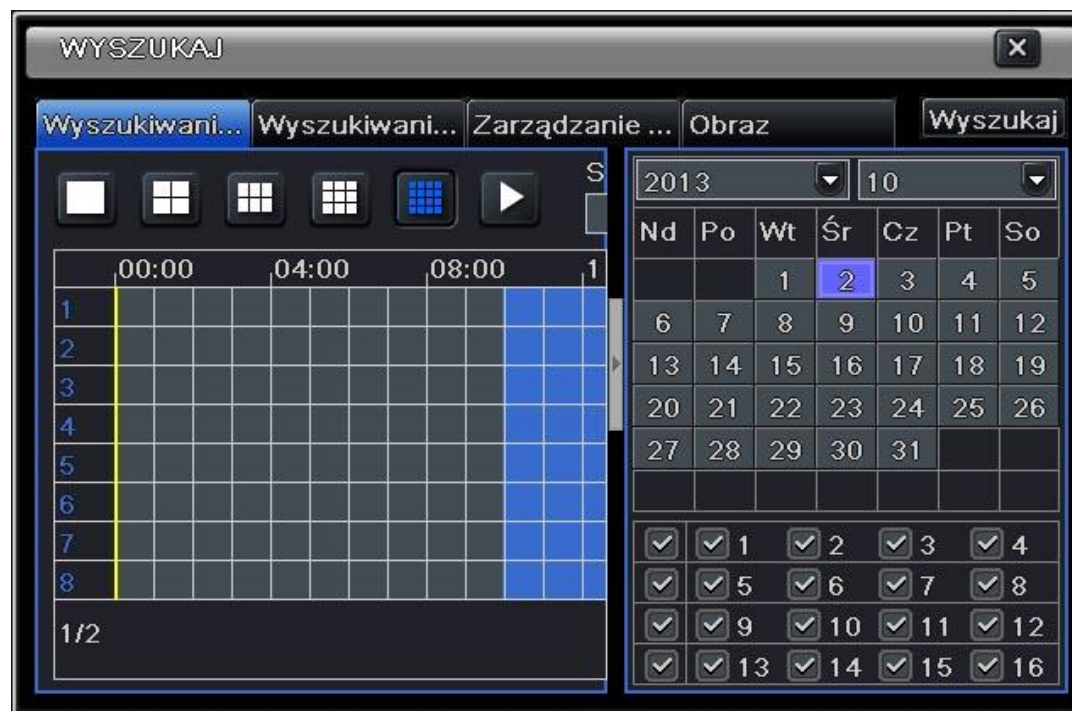 WYSZUKAJ
Wyszukiwani... Wyszukiwani... Zarządzanie ... Obraz Wyszukaj
S
2013 10
Nd Po Wt Śr Cz Pt So
1 2 3 4 5
6 7 8 9 10 11 12
13 14 15 16 17 18 19
20 21 22 23 24 25 26
27 28 29 30 31
00:00 04:00 08:00 1
1
2
3
4
5
6
7
8
1/2
1 2 3 4
5 6 7 8
9 10 11 12
13 14 15 16